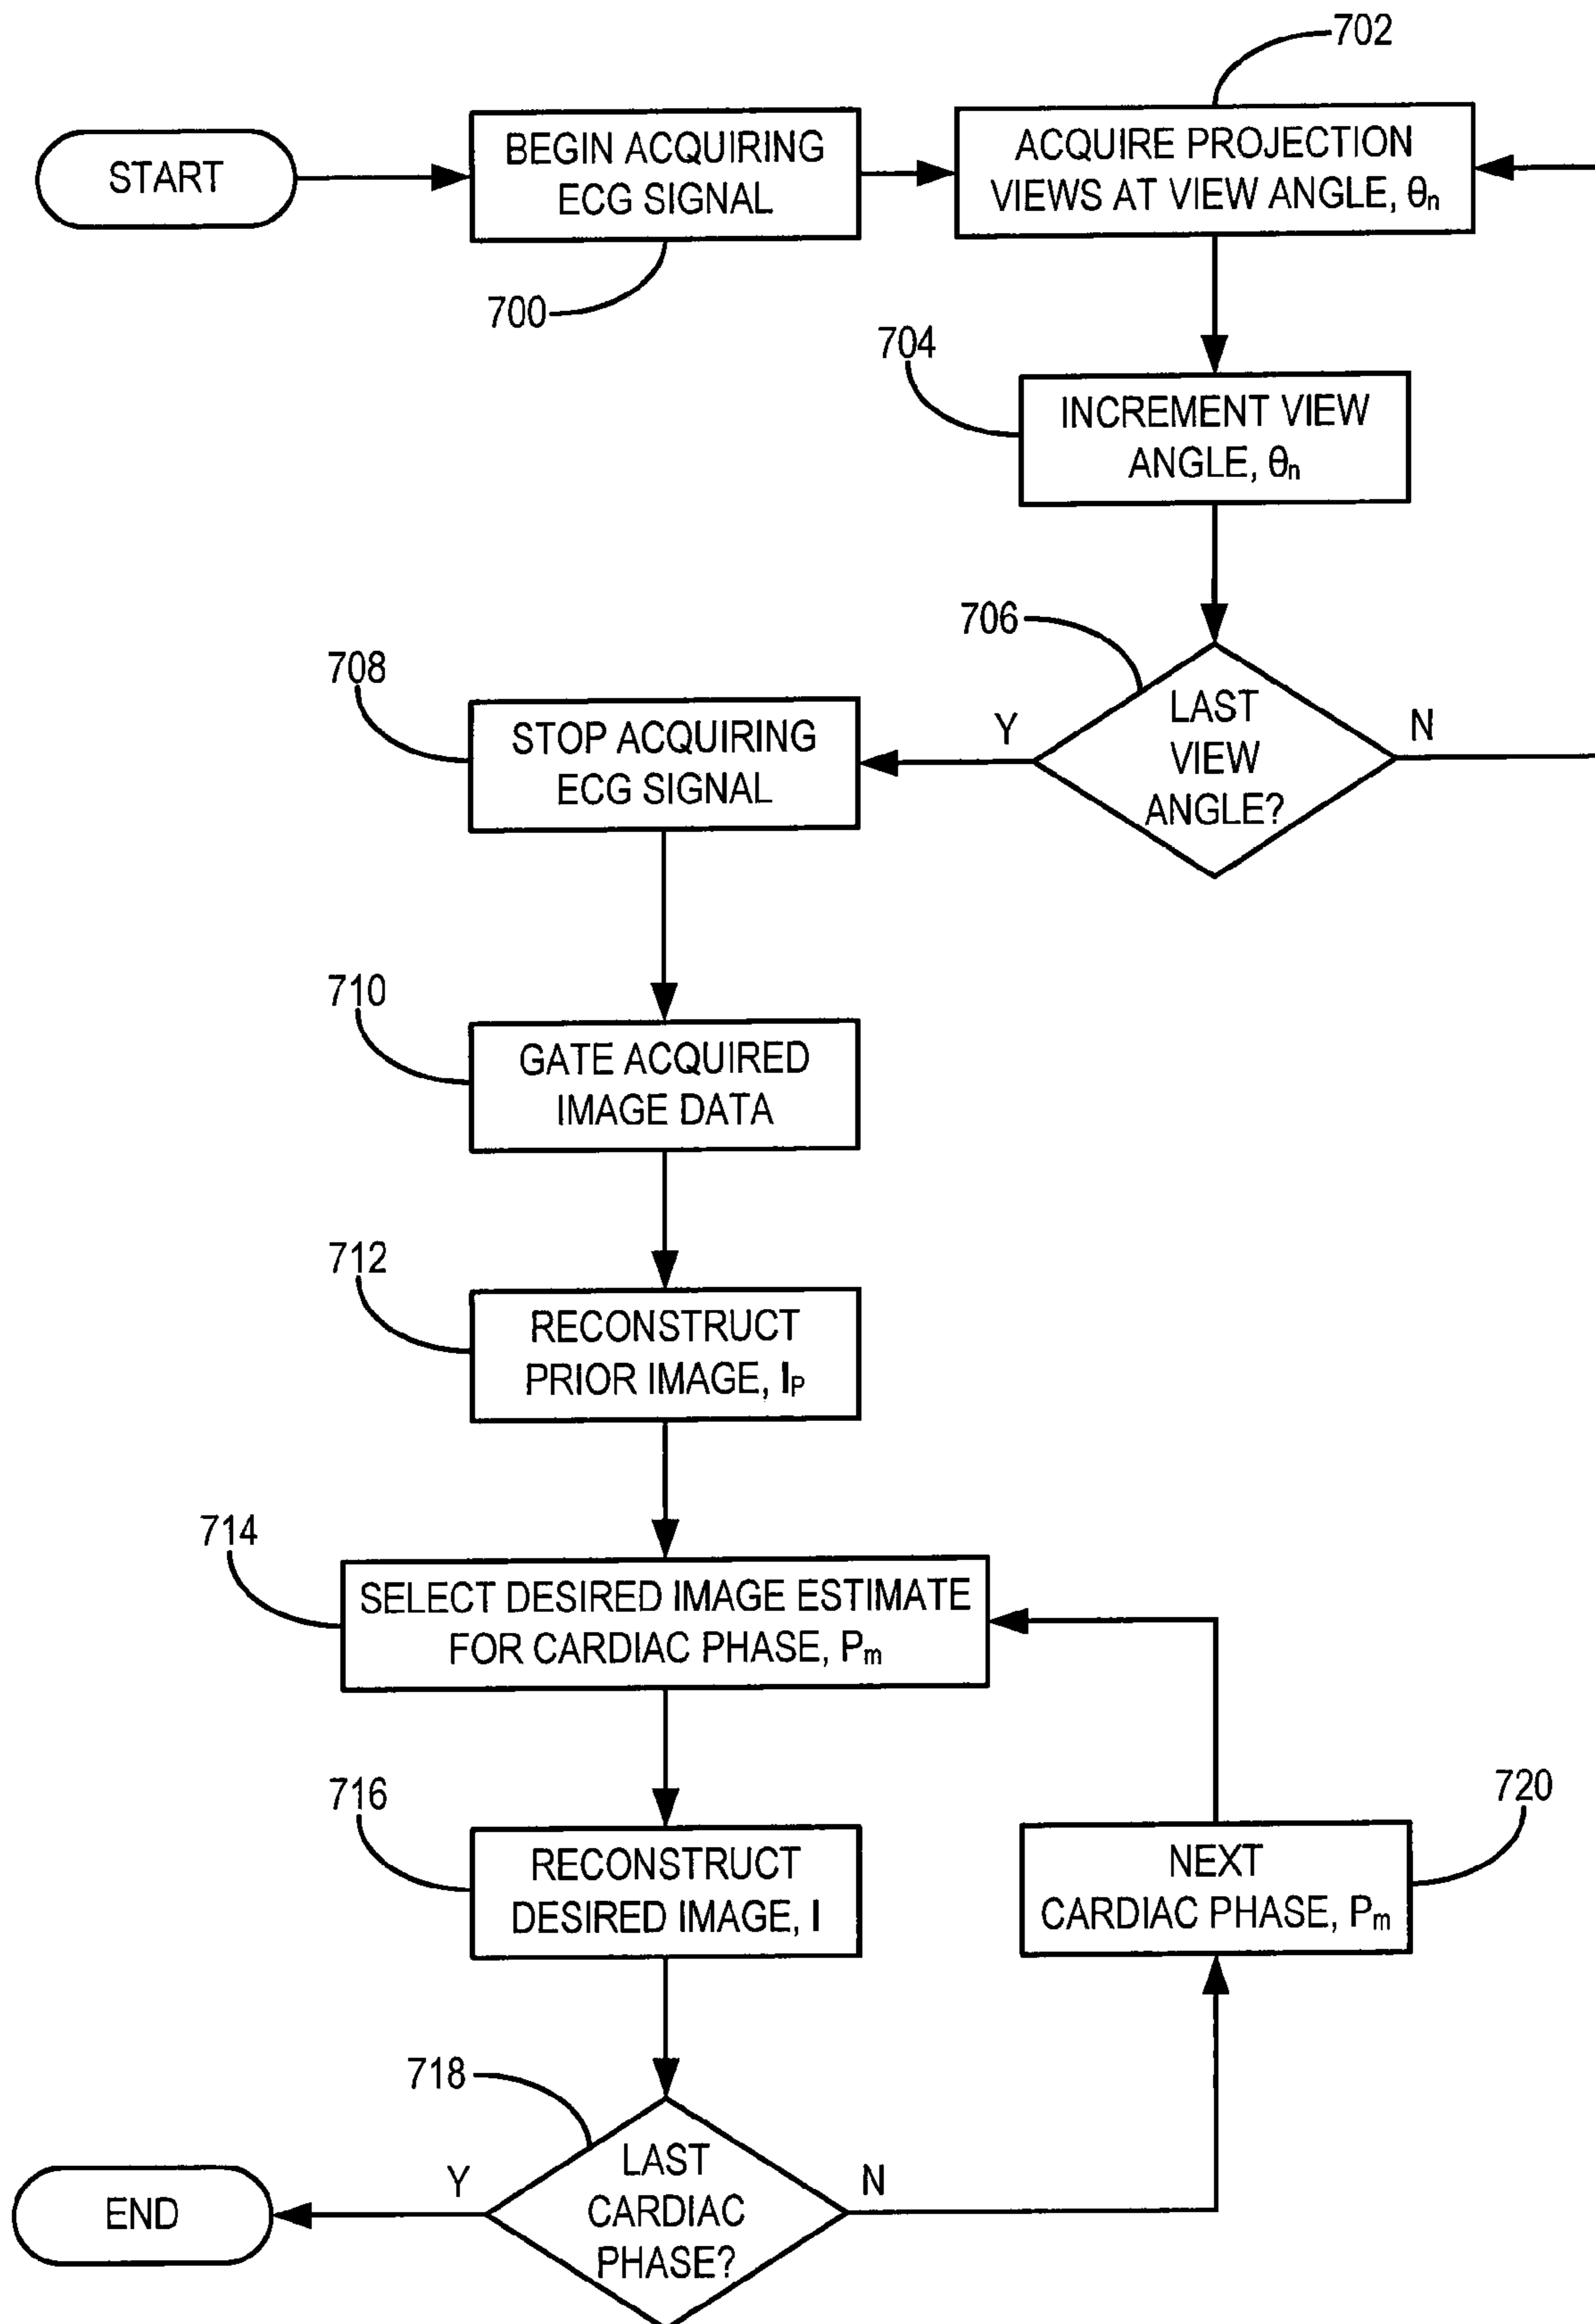 702
START
BEGIN ACQUIRING
ECG SIGNAL
ACQUIRE PROJECTION
VIEWS AT VIEW ANGLE, θn
700
704
INCREMENT VIEW
ANGLE, θn
706
708
STOP ACQUIRING
ECG SIGNAL
Y
LAST
VIEW
ANGLE?
N
710
GATE ACQUIRED
IMAGE DATA
712
RECONSTRUCT
PRIOR IMAGE, IP
714
SELECT DESIRED IMAGE ESTIMATE
FOR CARDIAC PHASE, Pm
716
RECONSTRUCT
DESIRED IMAGE, I
720
NEXT
CARDIAC PHASE, Pm
718
END
Y
LAST
CARDIAC
PHASE?
N